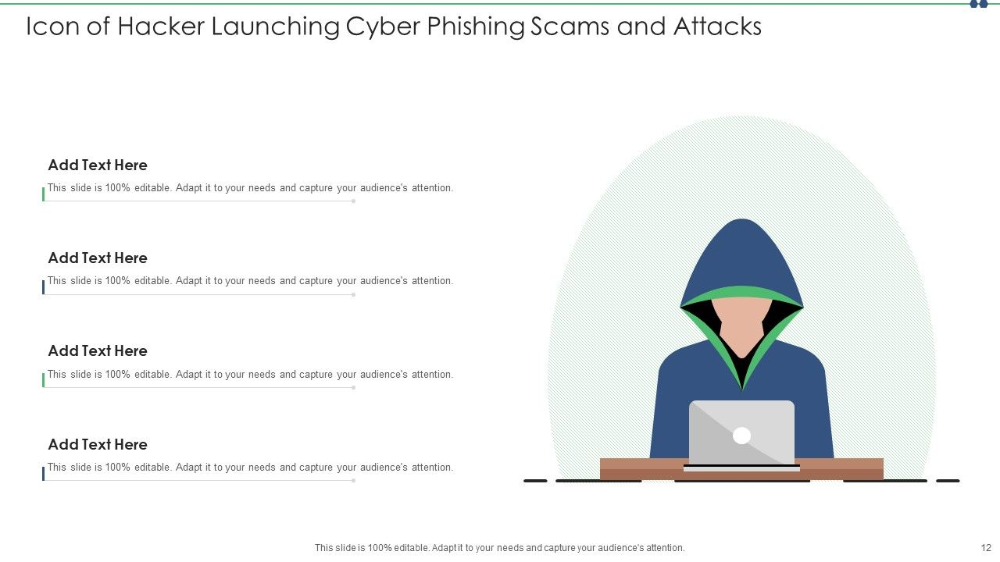 Icon of Hacker Launching Cyber Phishing Scams and Attacks
Add Text Here
This slide is 100% editable. Adapt it to your needs and capture your audience's attention.
Add Text Here
This slide is 100% editable. Adapt it to your needs and capture your audience's attention.
Add Text Here
This slide is 100% editable. Adapt it to your needs and capture your audience's attention.
Add Text Here
This slide is 100% editable. Adapt it to your needs and capture your audience's attention.
This slide is 100% editable. Adapt it to your needs and capture your audience's attention.
12